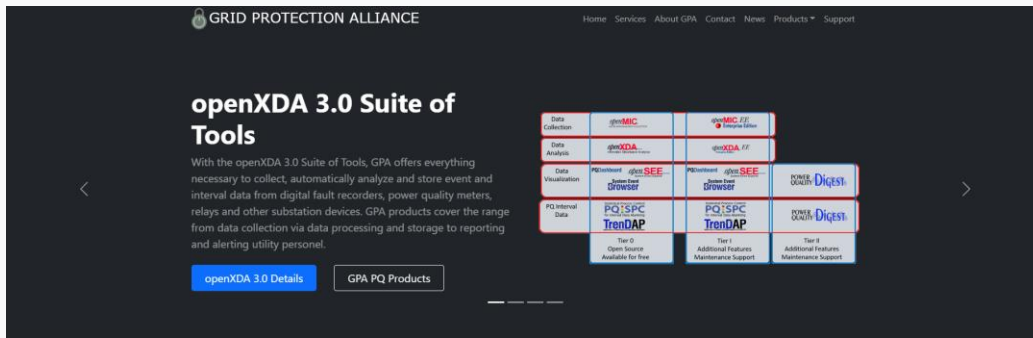 GRID PROTECTION ALLIANCE
Home Services About GPA Contact News Products Support
openXDA 3.0 Suite of
Tools
With the openXDA 3.0 Suite of Tools, GPA offers everything
necessary to collect, automatically analyze and store event and
interval data from digital fault recorders, power quality meters,
relays and other substation devices. GPA products cover the range
from data collection via data processing and storage to reporting
and alerting utility personel.
openXDA 3.0 Details
GPA PQ Products
Data
Collection
openMIC
openMIC EE
Enterprise Edition
Data
Analysis
openXDA
openXDA EE
Data
Visualization
PQDashboard openSEE
System Event
Browser
PQDashboard openSEE
System Event
Browser
POWER
QUALITY DIGEST
PQ Interval
Data
PQ SPC
TrenDAP
PQ SPC
TrenDAP
POWER
QUALITY DIGEST
Tier 0
Open Source
Available for free
Tier I
Additional Features
Maintenance Support
Tier II
Additional Features
Maintenance Support